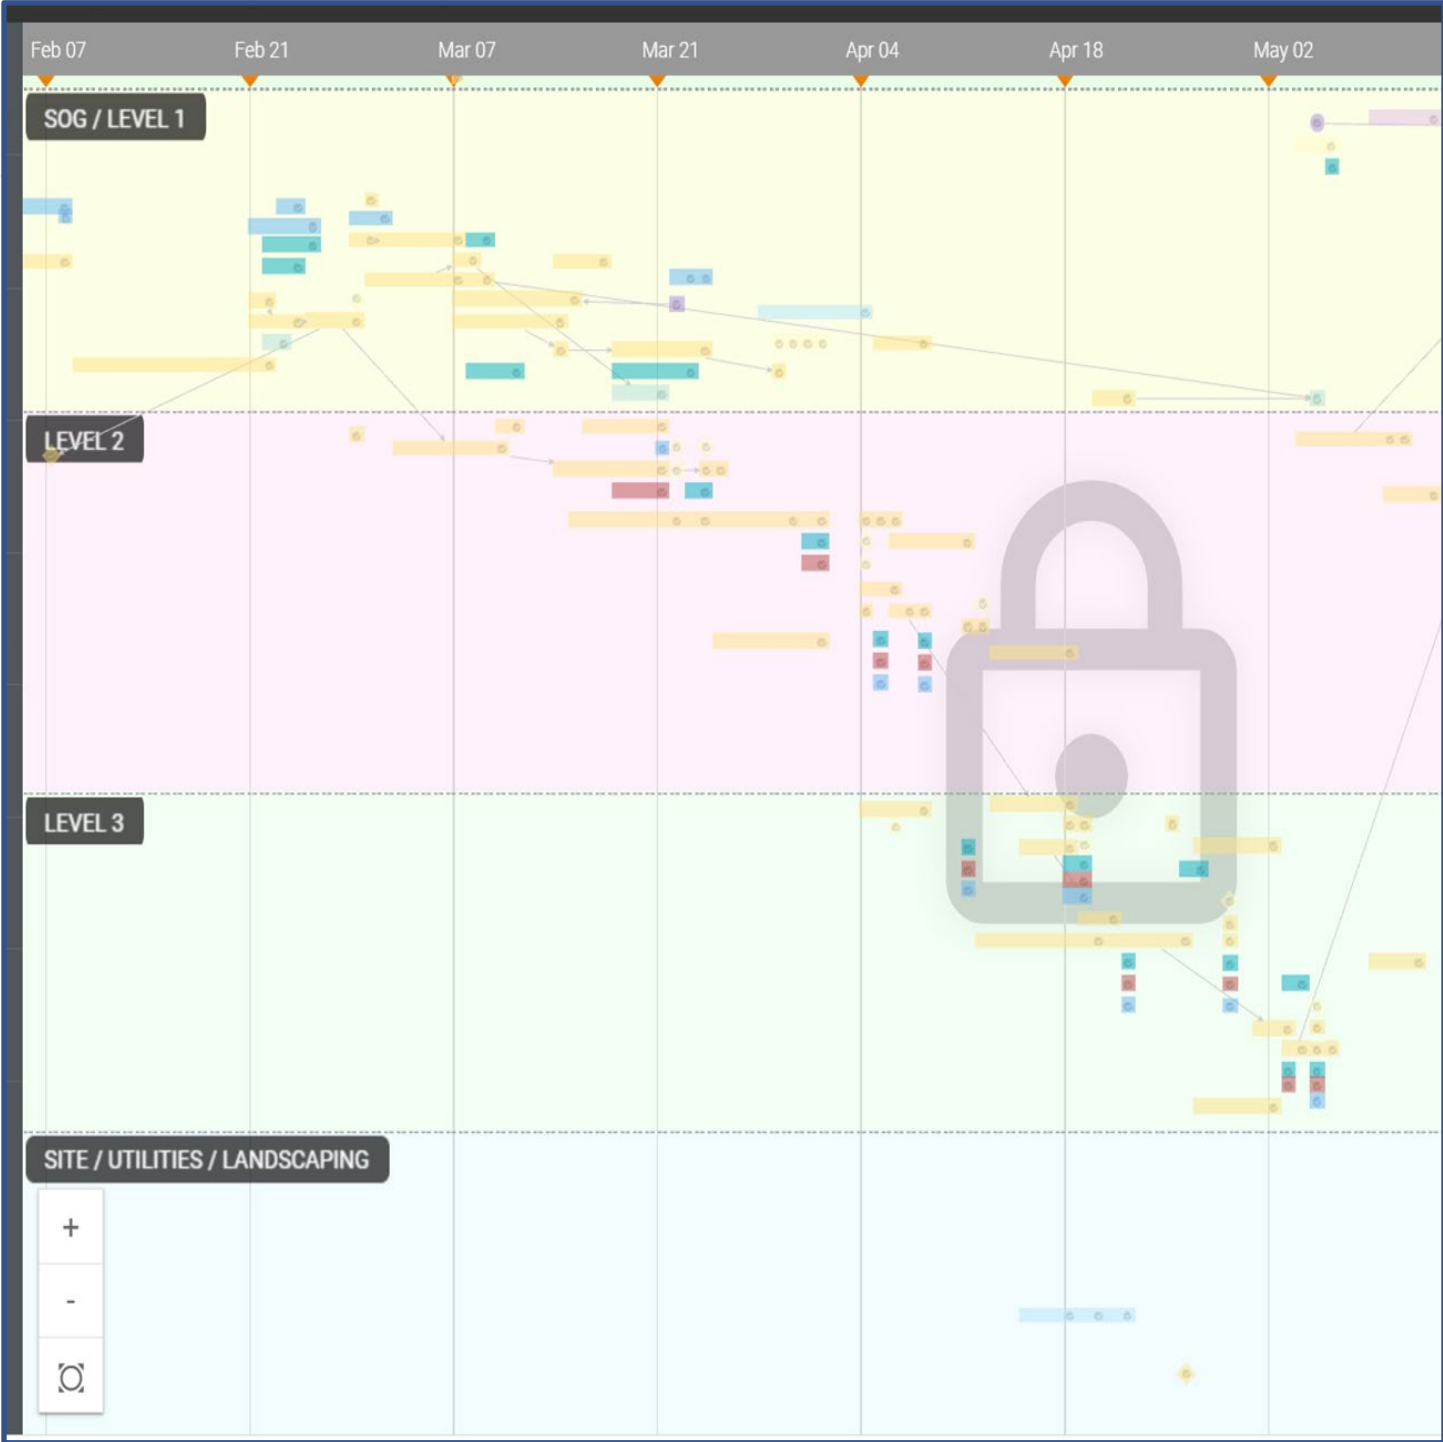 Feb 07 Feb 21 Mar 07 Mar 21 Apr 04 Apr 18 May 02
SOG / LEVEL 1
LEVEL 2
LEVEL 3
SITE / UTILITIES / LANDSCAPING
+
-